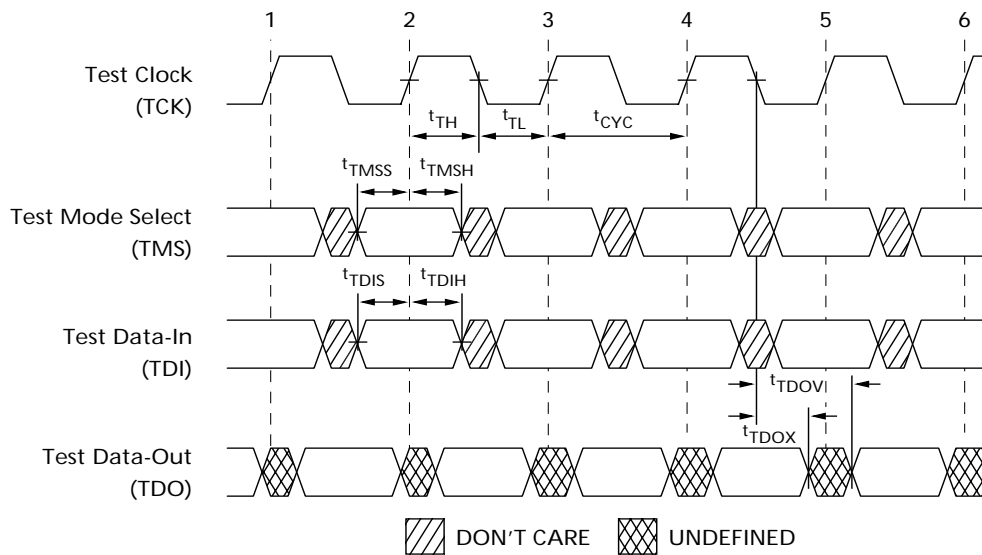 1 2 3 4 5 6
Test Clock
(TCK)
tTH tTL tCYC
tTMSS tTMSH
Test Mode Select
(TMS)
tTDIS tTDIH
Test Data-In
(TDI)
tTDOV
tTDOX
Test Data-Out
(TDO)
DON'T CARE UNDEFINED